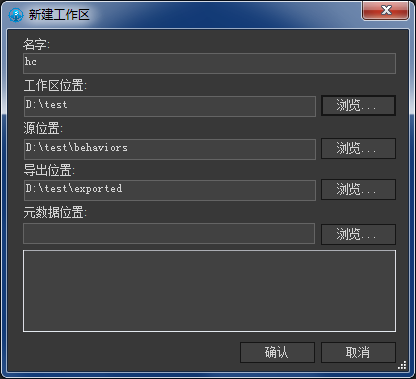 新建工作区
名字:
hc
工作区位置:
D:\test
浏览...
源位置:
D:\test\behaviors
浏览...
导出位置:
D:\test\exported
浏览...
元数据位置:
浏览...
确认
取消